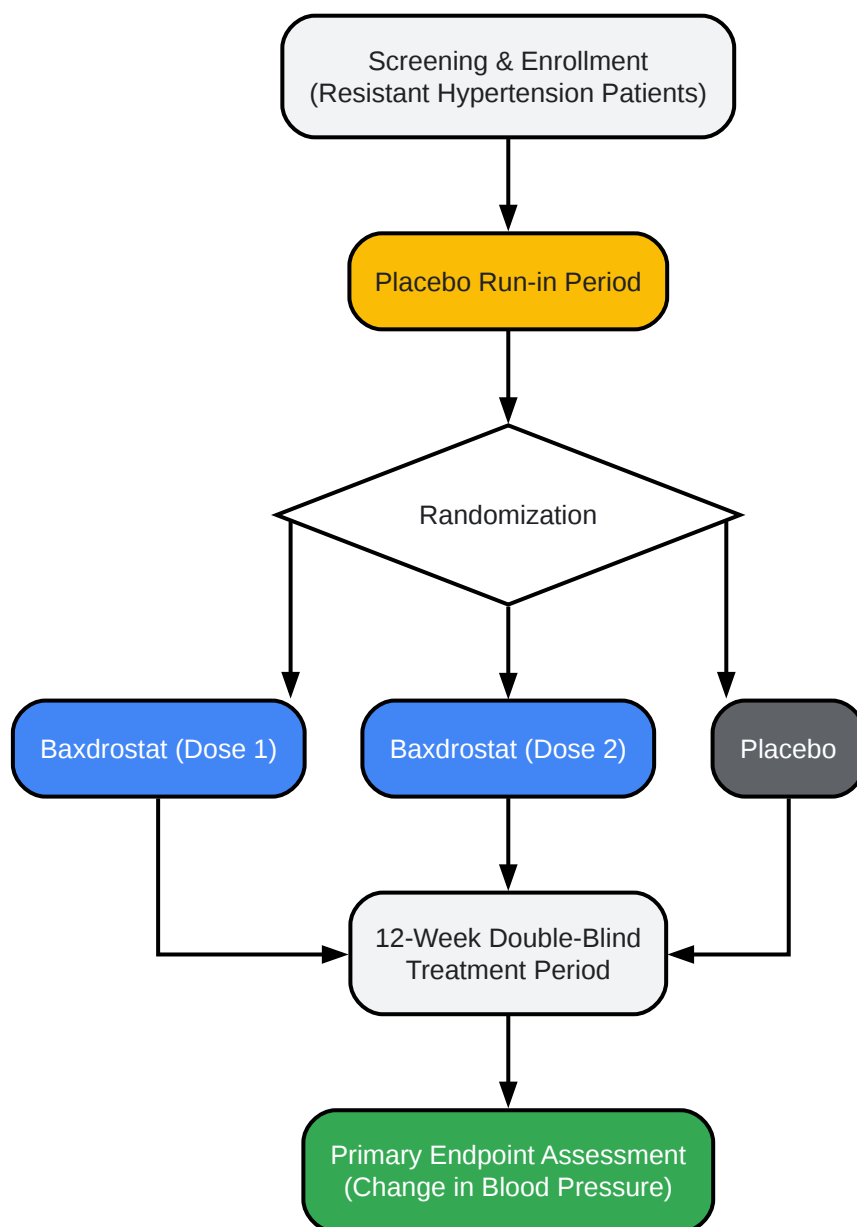 Screening & Enrollment
(Resistant Hypertension Patients)
Placebo Run-in Period
Randomization
Baxdrostat (Dose 1)
Baxdrostat (Dose 2)
Placebo
12-Week Double-Blind
Treatment Period
Primary Endpoint Assessment
(Change in Blood Pressure)